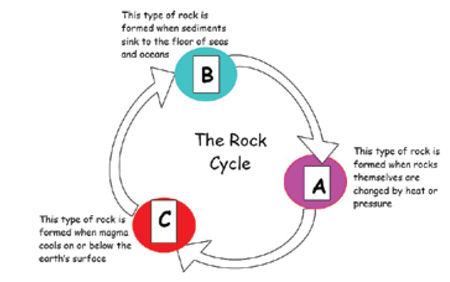 This type of rock is
formed when sediments
sink to the floor of seas
and oceans
B
The Rock
Cycle
This type of rock is
formed when rocks
themselves are
changed by heat or
pressure
A
This type of rock is
formed when magma
cools on or below the
earth's surface
C